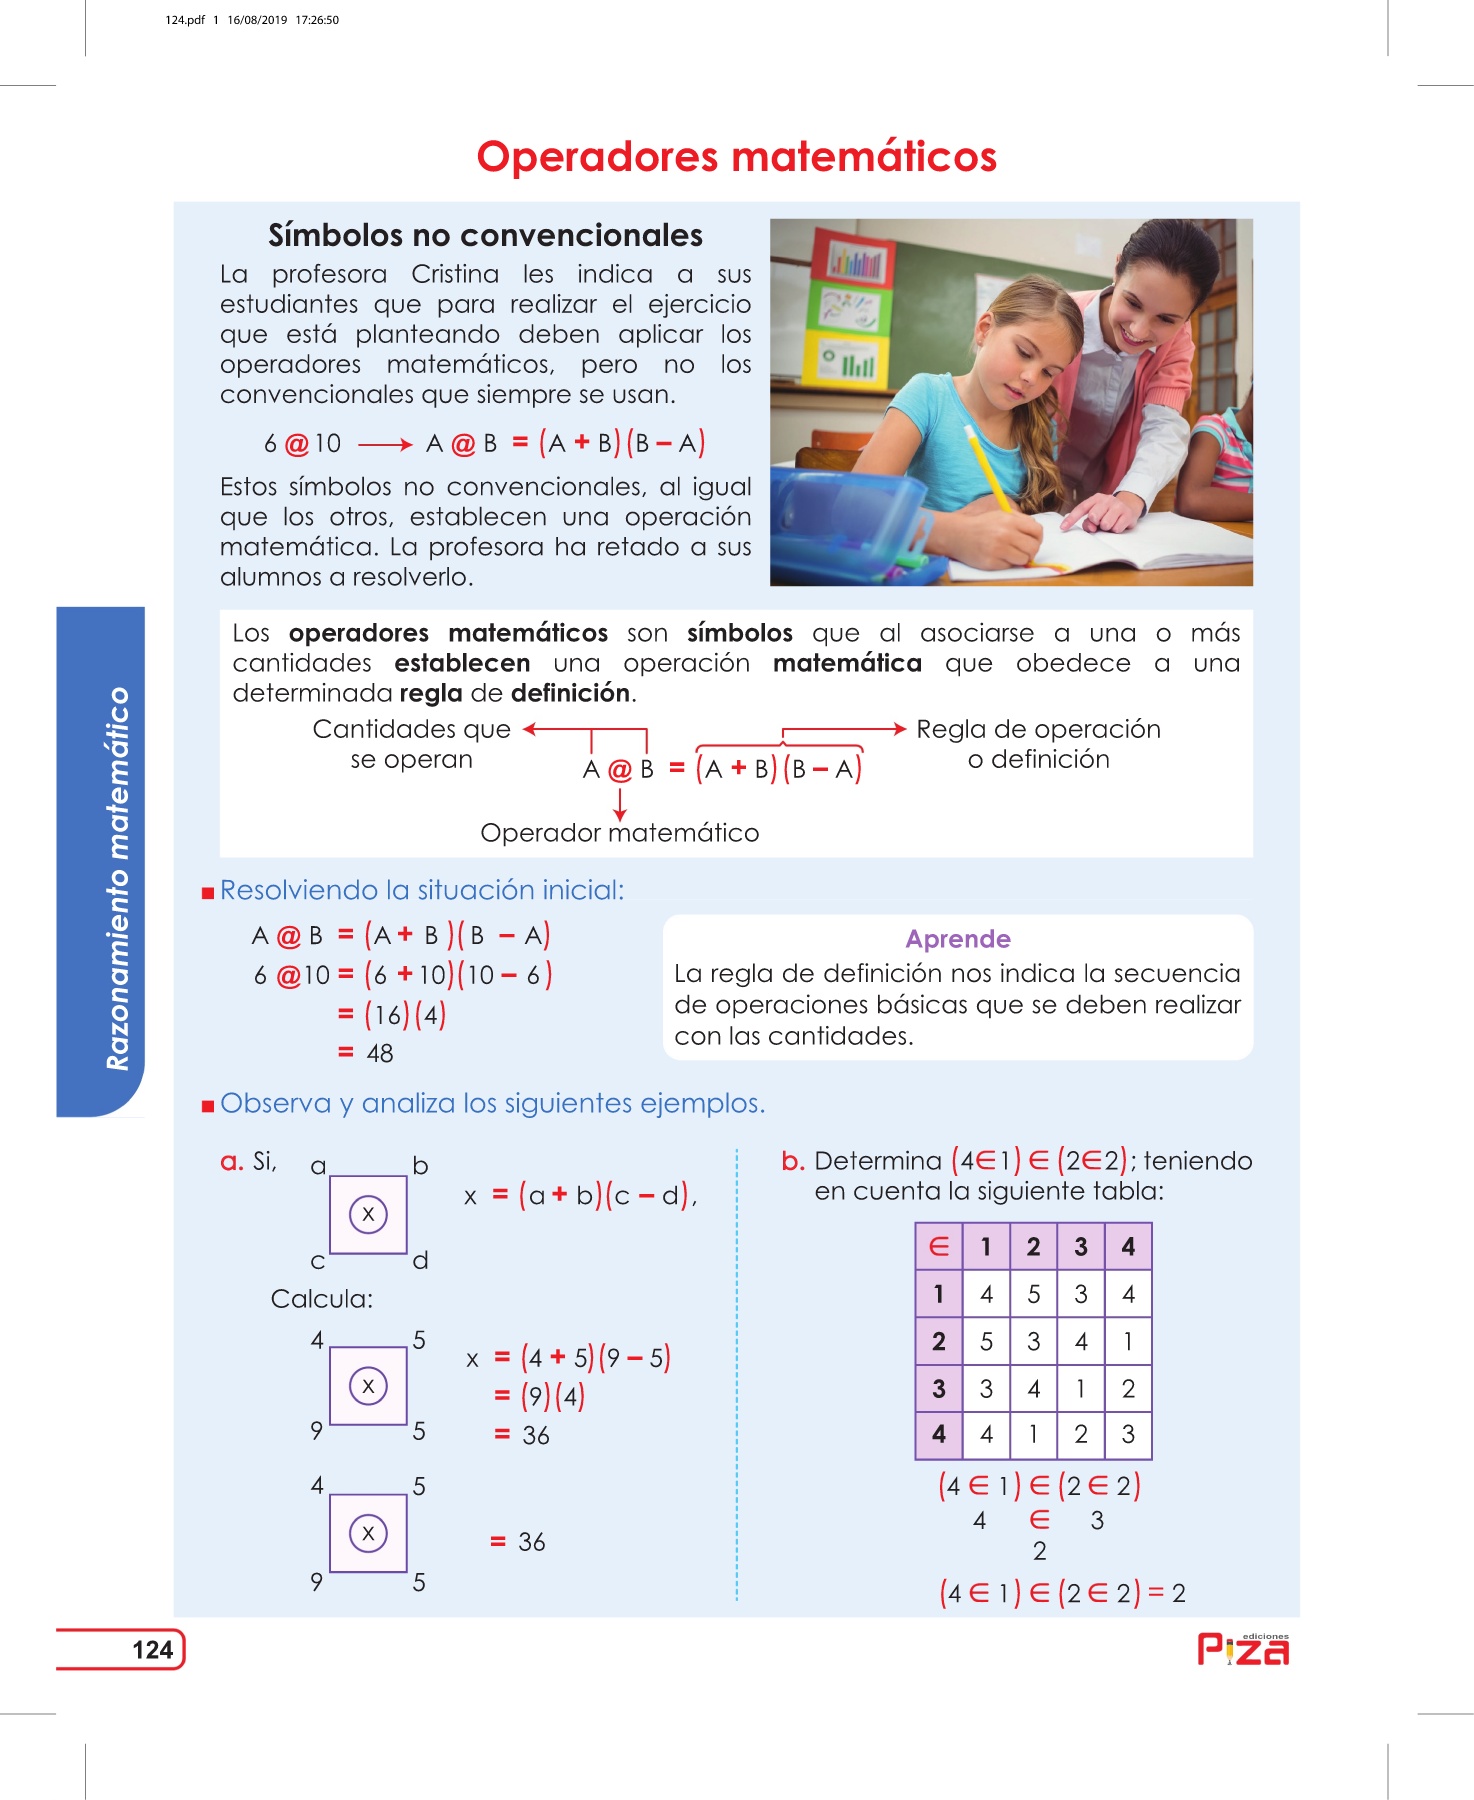 124.pdf 1 16/08/2019 17:26:50
Operadores matemáticos
Símbolos no convencionales
La profesora Cristina les indica a sus
estudiantes que para realizar el ejercicio
que está planteando deben aplicar los
operadores matemáticos, pero no los
convencionales que siempre se usan.
6 @ 10 ⟶ A @ B = (A + B)(B – A)
Estos símbolos no convencionales, al igual
que los otros, establecen una operación
matemática. La profesora ha retado a sus
alumnos a resolverlo.
Los operadores matemáticos son símbolos que al asociarse a una o más
cantidades establecen una operación matemática que obedece a una
determinada regla de definición.
Cantidades que
se operan
A @ B = (A + B)(B – A)
Regla de operación
o definición
Operador matemático
Resolviendo la situación inicial:
A @ B = (A + B)(B – A)
6 @ 10 = (6 + 10)(10 – 6)
= (16)(4)
= 48
Aprende
La regla de definición nos indica la secuencia
de operaciones básicas que se deben realizar
con las cantidades.
Observa y analiza los siguientes ejemplos.
a. Si,
a b
x
c d
x = (a + b)(c – d),
Calcula:
4 5
x
9 5
x = (4 + 5)(9 – 5)
= (9)(4)
= 36
4 5
x
9 5
= 36
b. Determina (4∈1) ∈ (2∈2); teniendo
en cuenta la siguiente tabla:
∈ 1 2 3 4
1 4 5 3 4
2 5 3 4 1
3 3 4 1 2
4 4 1 2 3
(4 ∈ 1) ∈ (2 ∈ 2)
4 ∈ 3
2
(4 ∈ 1) ∈ (2 ∈ 2) = 2
Razonamiento matemático
124
ediciones
Piza